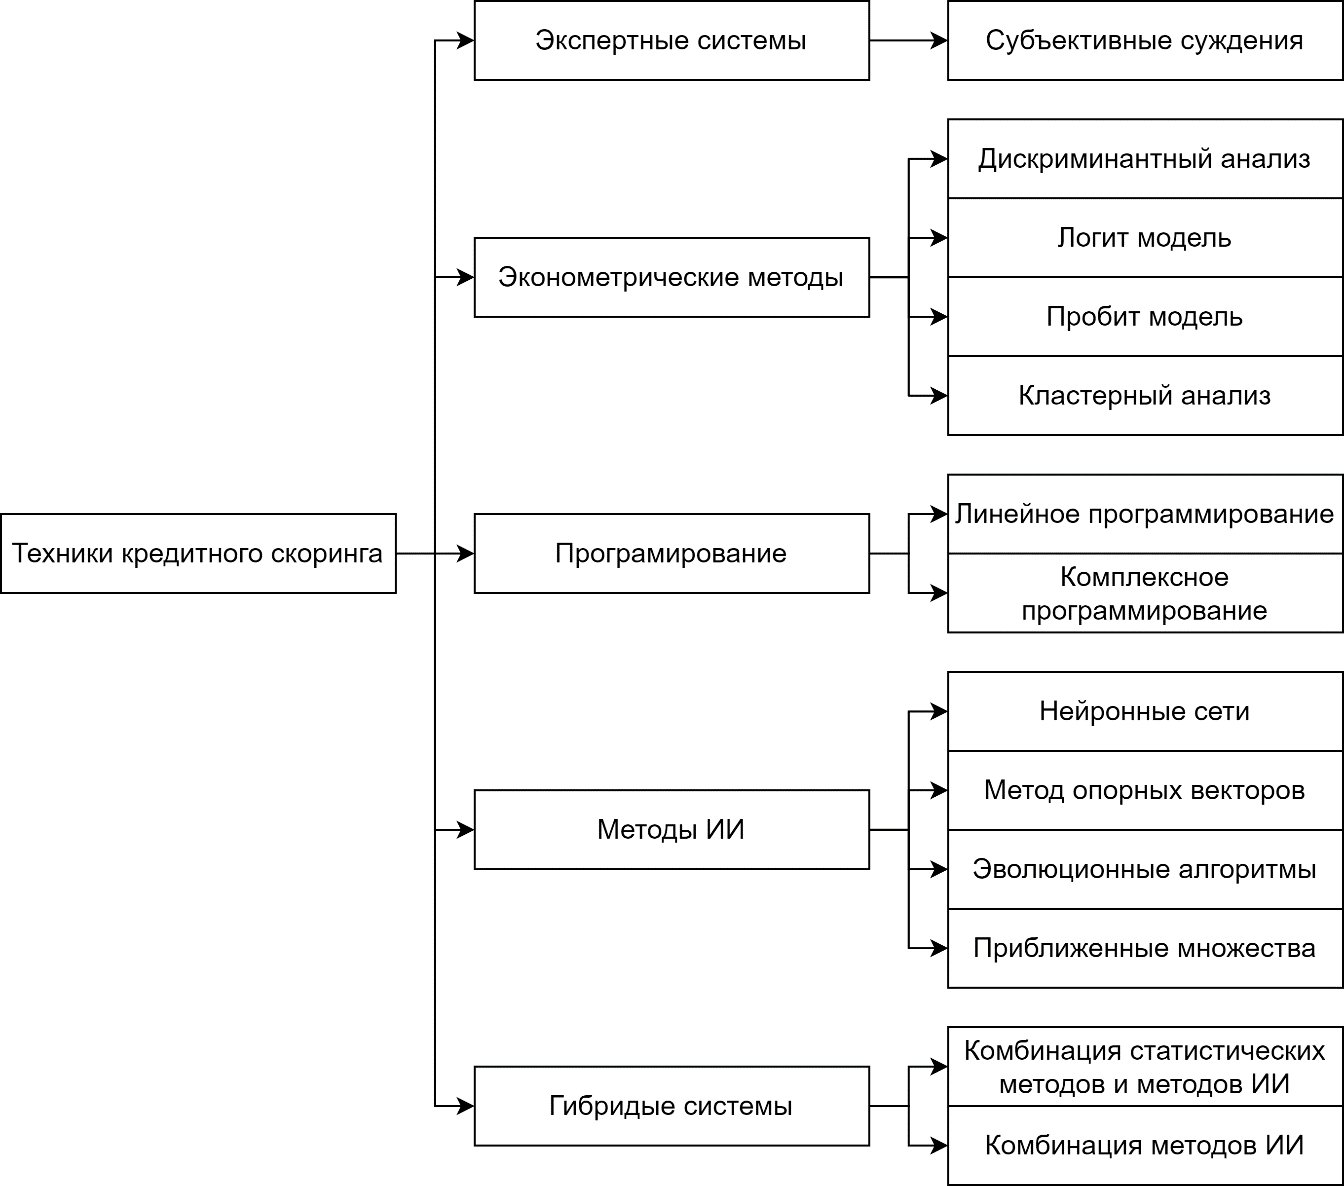 Техники кредитного скоринга
Экспертные системы
Субъективные суждения
Эконометрические методы
Дискриминантный анализ
Логит модель
Пробит модель
Кластерный анализ
Програмирование
Линейное программирование
Комплексное
программирование
Методы ИИ
Нейронные сети
Метод опорных векторов
Эволюционные алгоритмы
Приближенные множества
Гибридые системы
Комбинация статистических
методов и методов ИИ
Комбинация методов ИИ